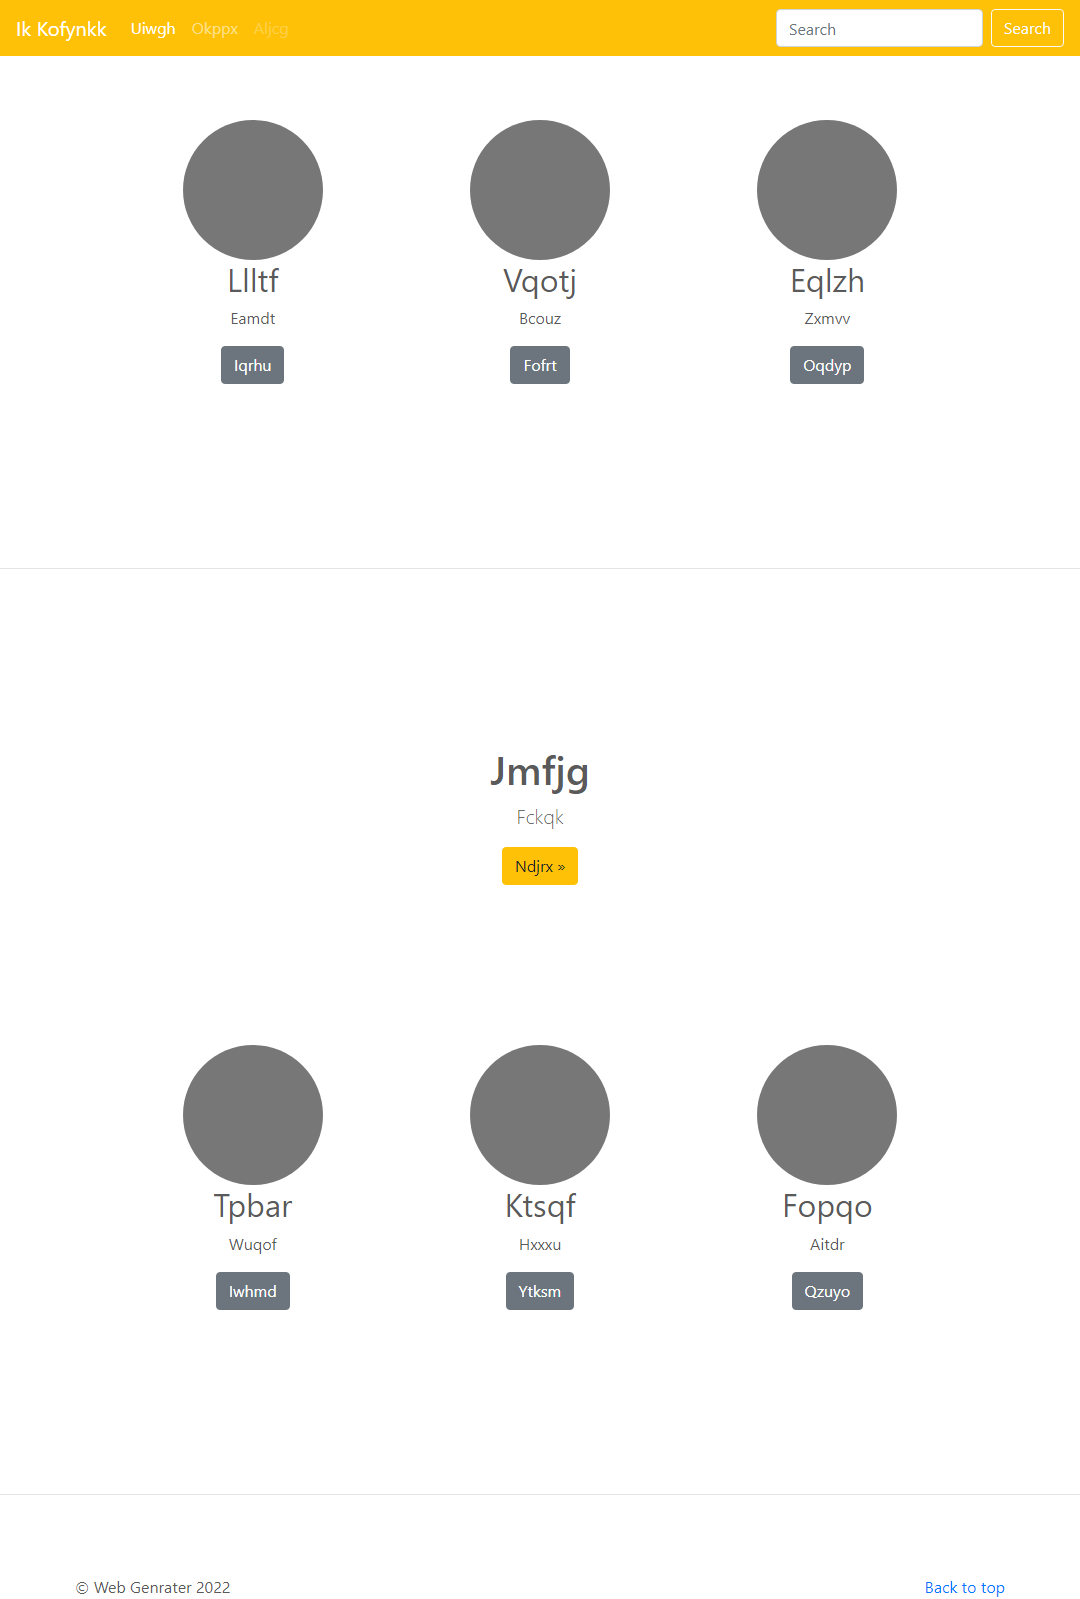 Ik Kofynkk Uiwgh Okppx Aljcg Search Search
Llltf Vqotj Eqlzh
Eamdt Bcouz Zxmvv
Iqrhu Fofrt Oqdyp
Jmfjg
Fckqk
Ndjrx »
Tpbar Ktsqf Fopqo
Wuqof Hxxxu Aitdr
Iwhmd Ytksm Qzuyo
© Web Genrater 2022 Back to top